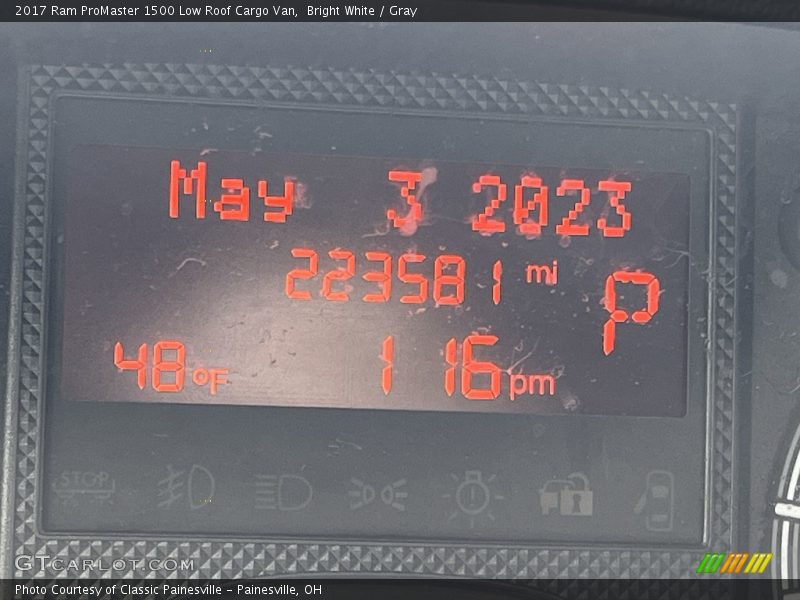 2017 Ram ProMaster 1500 Low Roof Cargo Van, Bright White / Gray
May 3 2023
223581 mi
P
48°F 1 16 pm
STOP
GTCARLOT.COM
Photo Courtesy of Classic Painesville - Painesville, OH